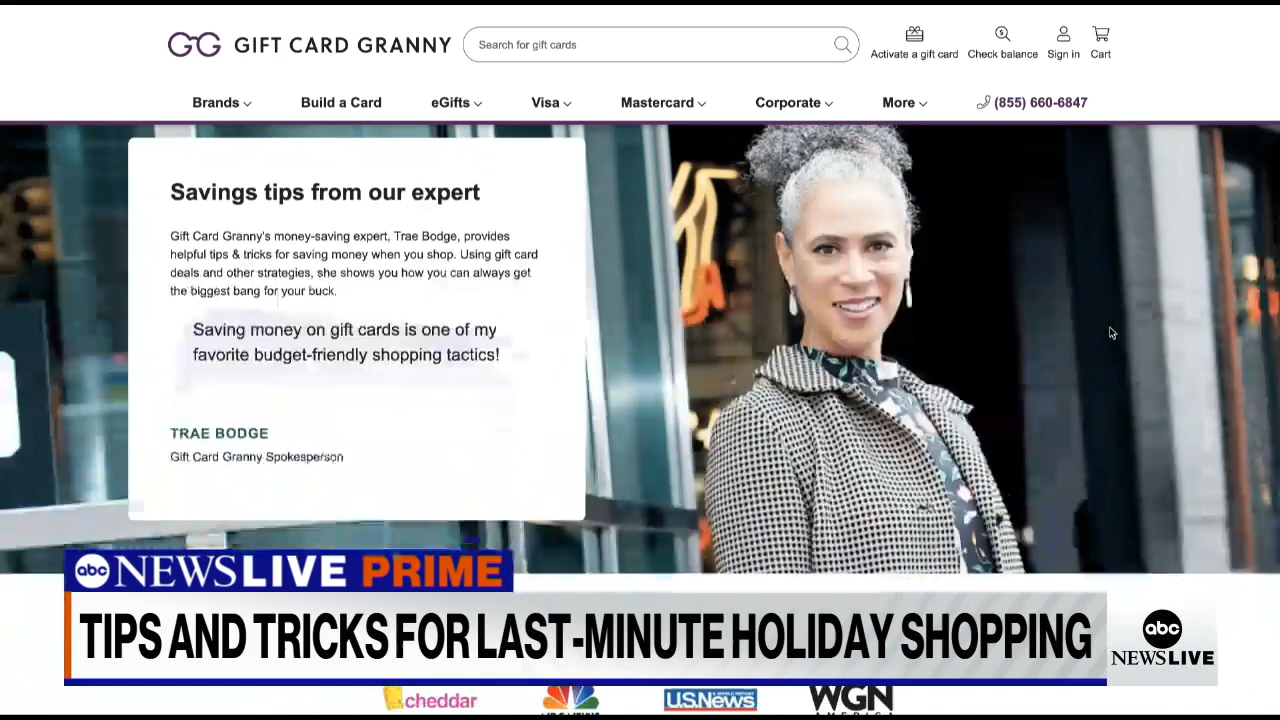 GG GIFT CARD GRANNY
Search for gift cards
Activate a gift card
Check balance
Sign in
Cart
Brands
Build a Card
eGifts
Visa
Mastercard
Corporate
More
(855) 660-6847
Savings tips from our expert
Gift Card Granny's money-saving expert, Trae Bodge, provides
helpful tips & tricks for saving money when you shop. Using gift card
deals and other strategies, she shows you how you can always get
the biggest bang for your buck.
Saving money on gift cards is one of my
favorite budget-friendly shopping tactics!
TRAE BODGE
Gift Card Granny Spokesperson
abc NEWS LIVE PRIME
TIPS AND TRICKS FOR LAST-MINUTE HOLIDAY SHOPPING
abc
NEWS LIVE
cheddar
U.S.News
WGN